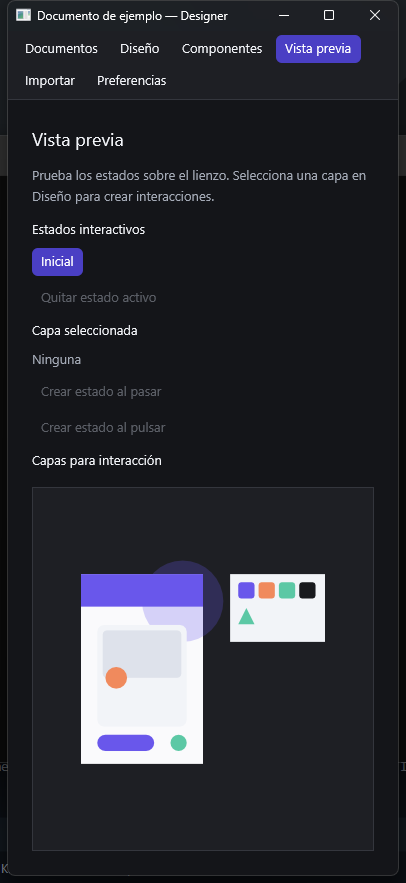 Documento de ejemplo — Designer
Documentos Diseño Componentes Vista previa
Importar Preferencias
Vista previa
Prueba los estados sobre el lienzo. Selecciona una capa en
Diseño para crear interacciones.
Estados interactivos
Inicial
Quitar estado activo
Capa seleccionada
Ninguna
Crear estado al pasar
Crear estado al pulsar
Capas para interacción